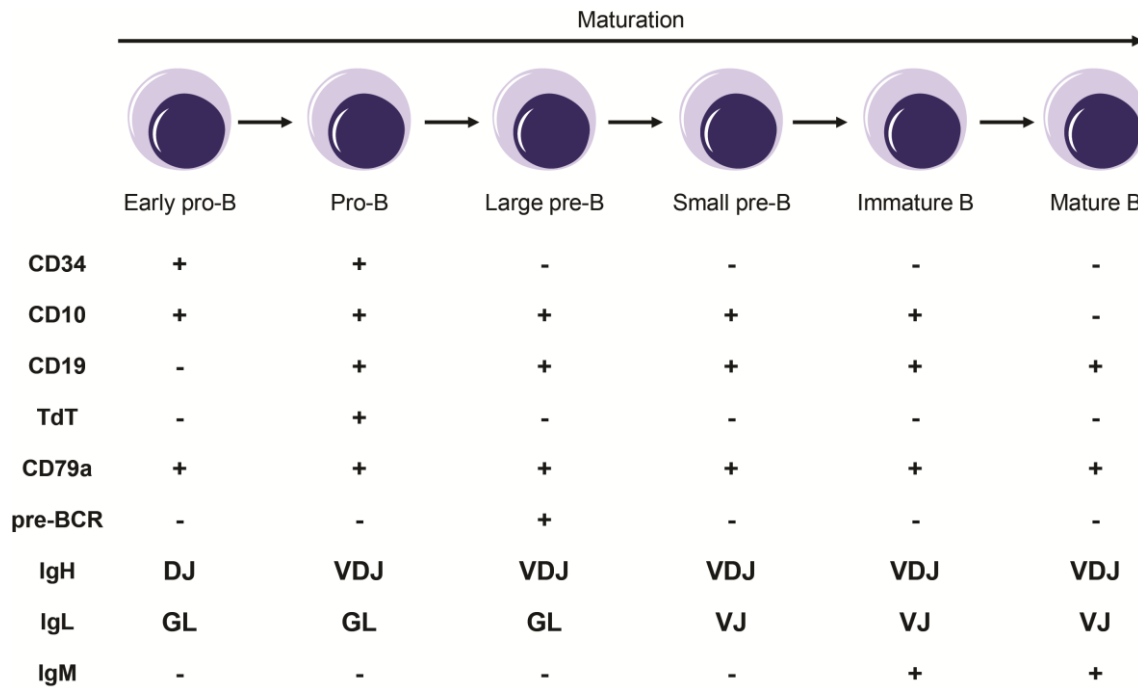 Maturation
Early pro-B Pro-B Large pre-B Small pre-B Immature B Mature B
CD34 + + - - - -
CD10 + + + + + -
CD19 - + + + + +
TdT - + - - - -
CD79a + + + + + +
pre-BCR - - + - - -
IgH DJ VDJ VDJ VDJ VDJ VDJ
IgL GL GL GL VJ VJ VJ
IgM - - - - + +